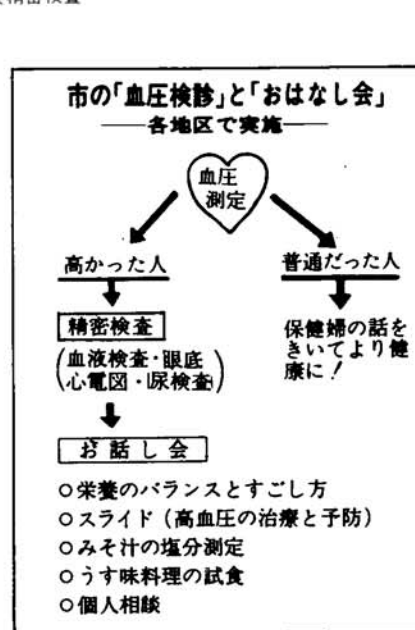 市の「血圧検診」と「おはなし会」
――各地区で実施――
血圧
測定
高かった人
精密検査
(血液検査・眼底
心電図・尿検査)
お話し会
普通だった人
保健婦の話を
きいてより健
康に!
○栄養のバランスとすごし方
○スライド(高血圧の治療と予防)
○みそ汁の塩分測定
○うす味料理の試食
○個人相談